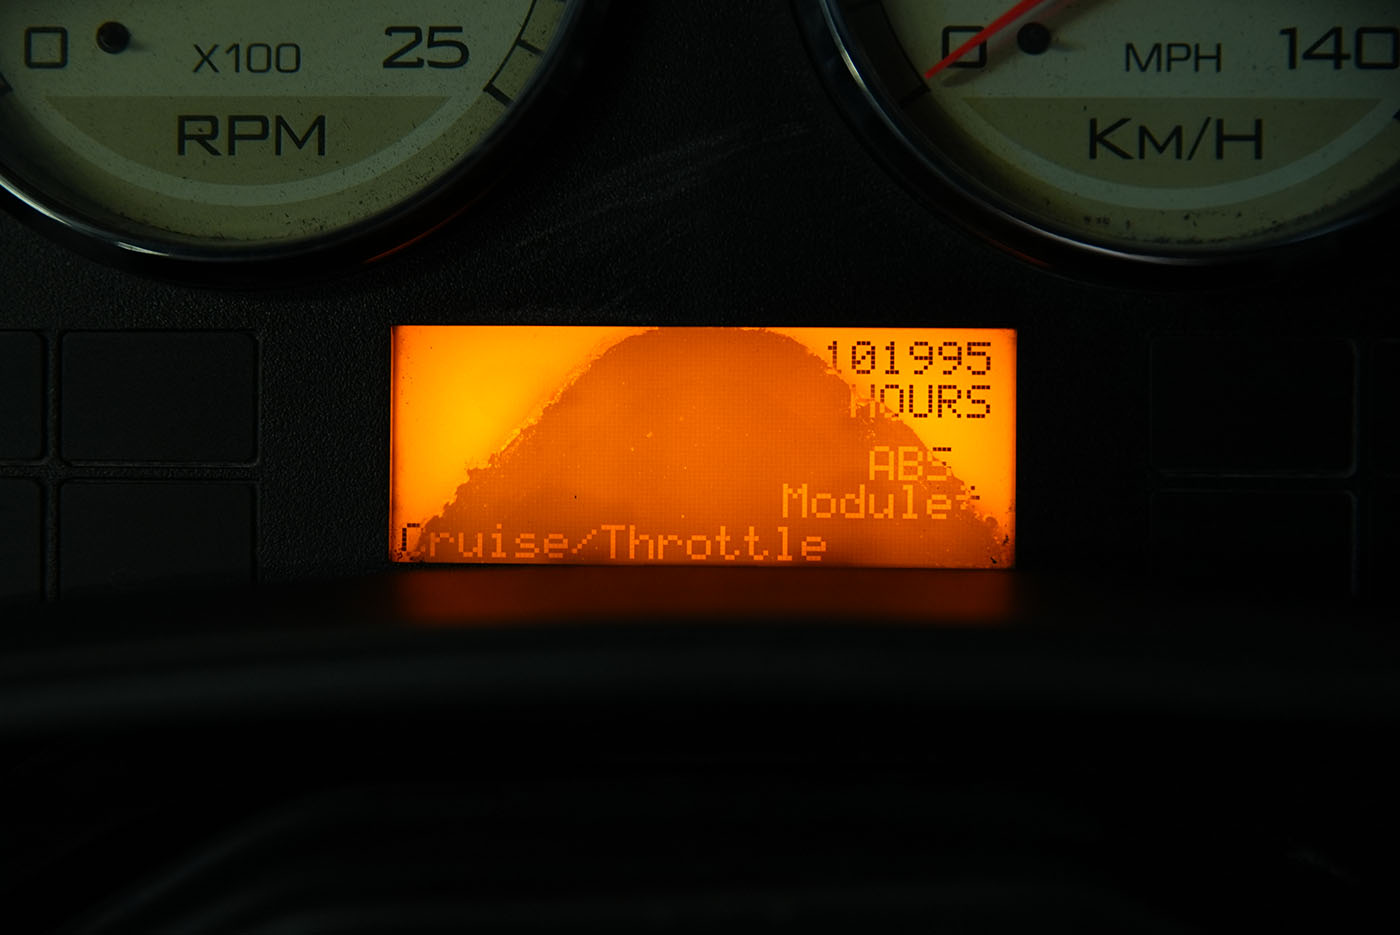 0
X100
25
RPM
0
MPH
140
KM/H
101995
HOURS
ABS
Module*
Cruise/Throttle